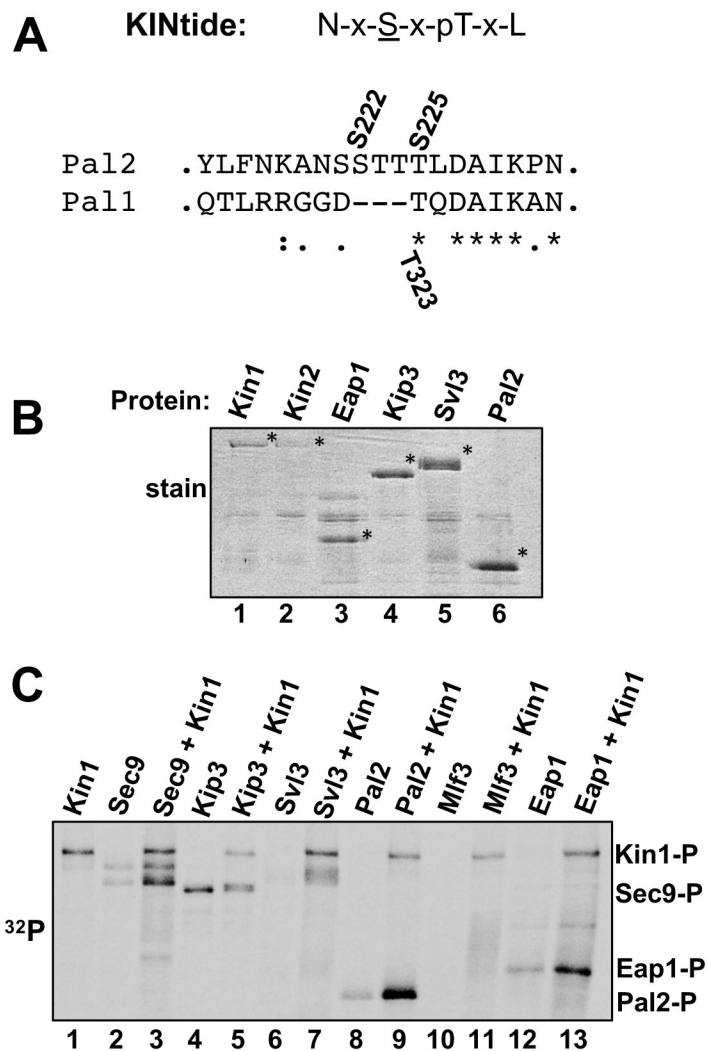 A
KINtide: N-x-S-x-pT-x-L
S222 S225
Pal2 .YLFNKANSSTTTLDAIKPN.
Pal1 .QTLRRGGD---TQDAIKAN.
:. . * ****.*
T323
B
Protein: Kin1 Kin2 Eap1 Kip3 Svl3 Pal2
stain * * * * * *
1 2 3 4 5 6
C
Kin1 Sec9 Sec9 + Kin1 Kip3 Kip3 + Kin1 Svl3 Svl3 + Kin1 Pal2 Pal2 + Kin1 Mlf3 Mlf3 + Kin1 Eap1 Eap1 + Kin1
Kin1-P
Sec9-P
32P
Eap1-P
Pal2-P
1 2 3 4 5 6 7 8 9 10 11 12 13